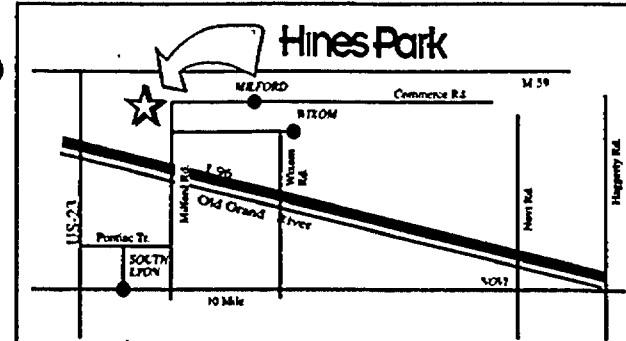 Hines Park
M 59
MILFORD
Commerce Rd.
WIXOM
Haggerty Rd.
I-96
Wixom Rd.
Milford Rd.
Novi Rd.
Old Grand River
US-23
Pontiac Tr.
SOUTH LYON
NOVI
10 Mile